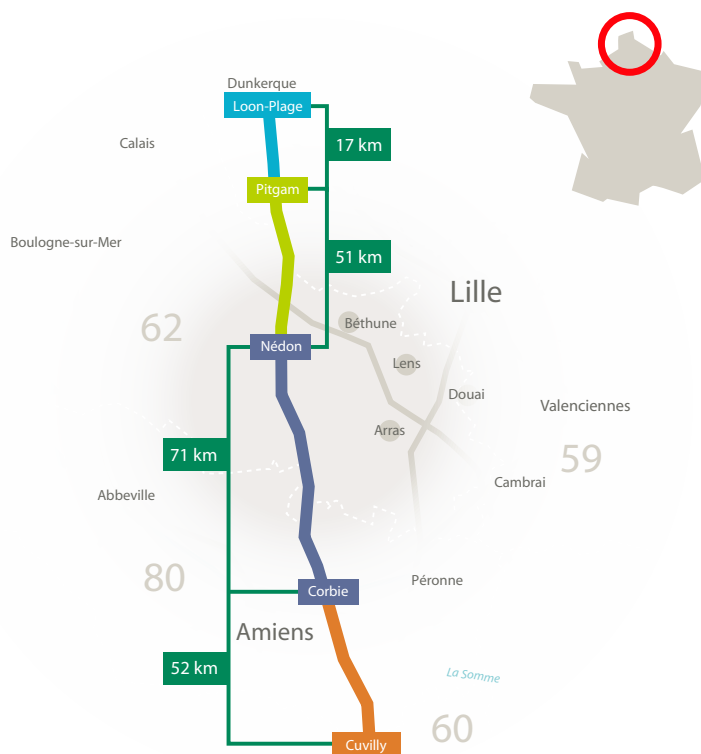 Dunkerque
Loon-Plage
Calais
17 km
Pitgam
Boulogne-sur-Mer
51 km
Lille
62
Béthune
Nédon
Lens
Douai
Valenciennes
Arras
71 km
59
Cambrai
Abbeville
80
Péronne
Corbie
Amiens
52 km
La Somme
60
Cuvilly